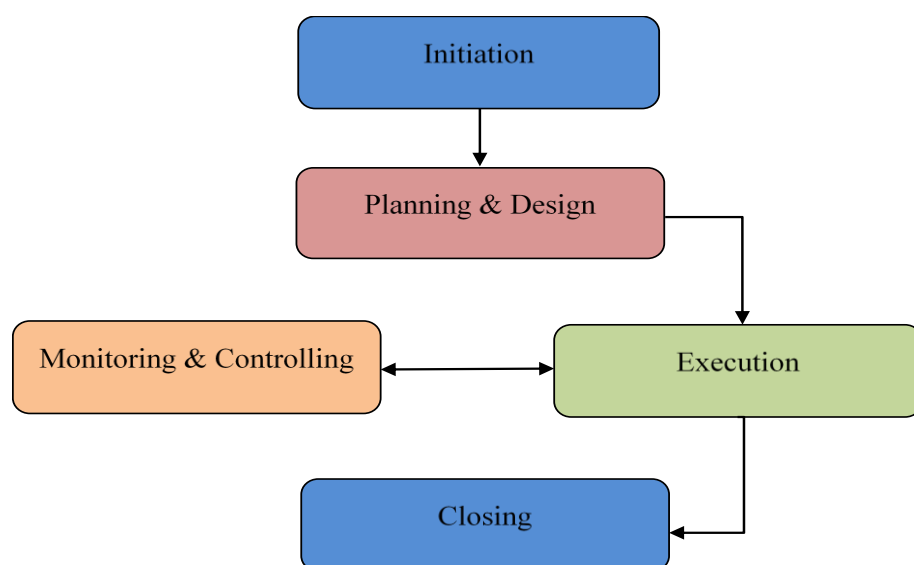 Initiation
Planning & Design
Monitoring & Controlling
Execution
Closing